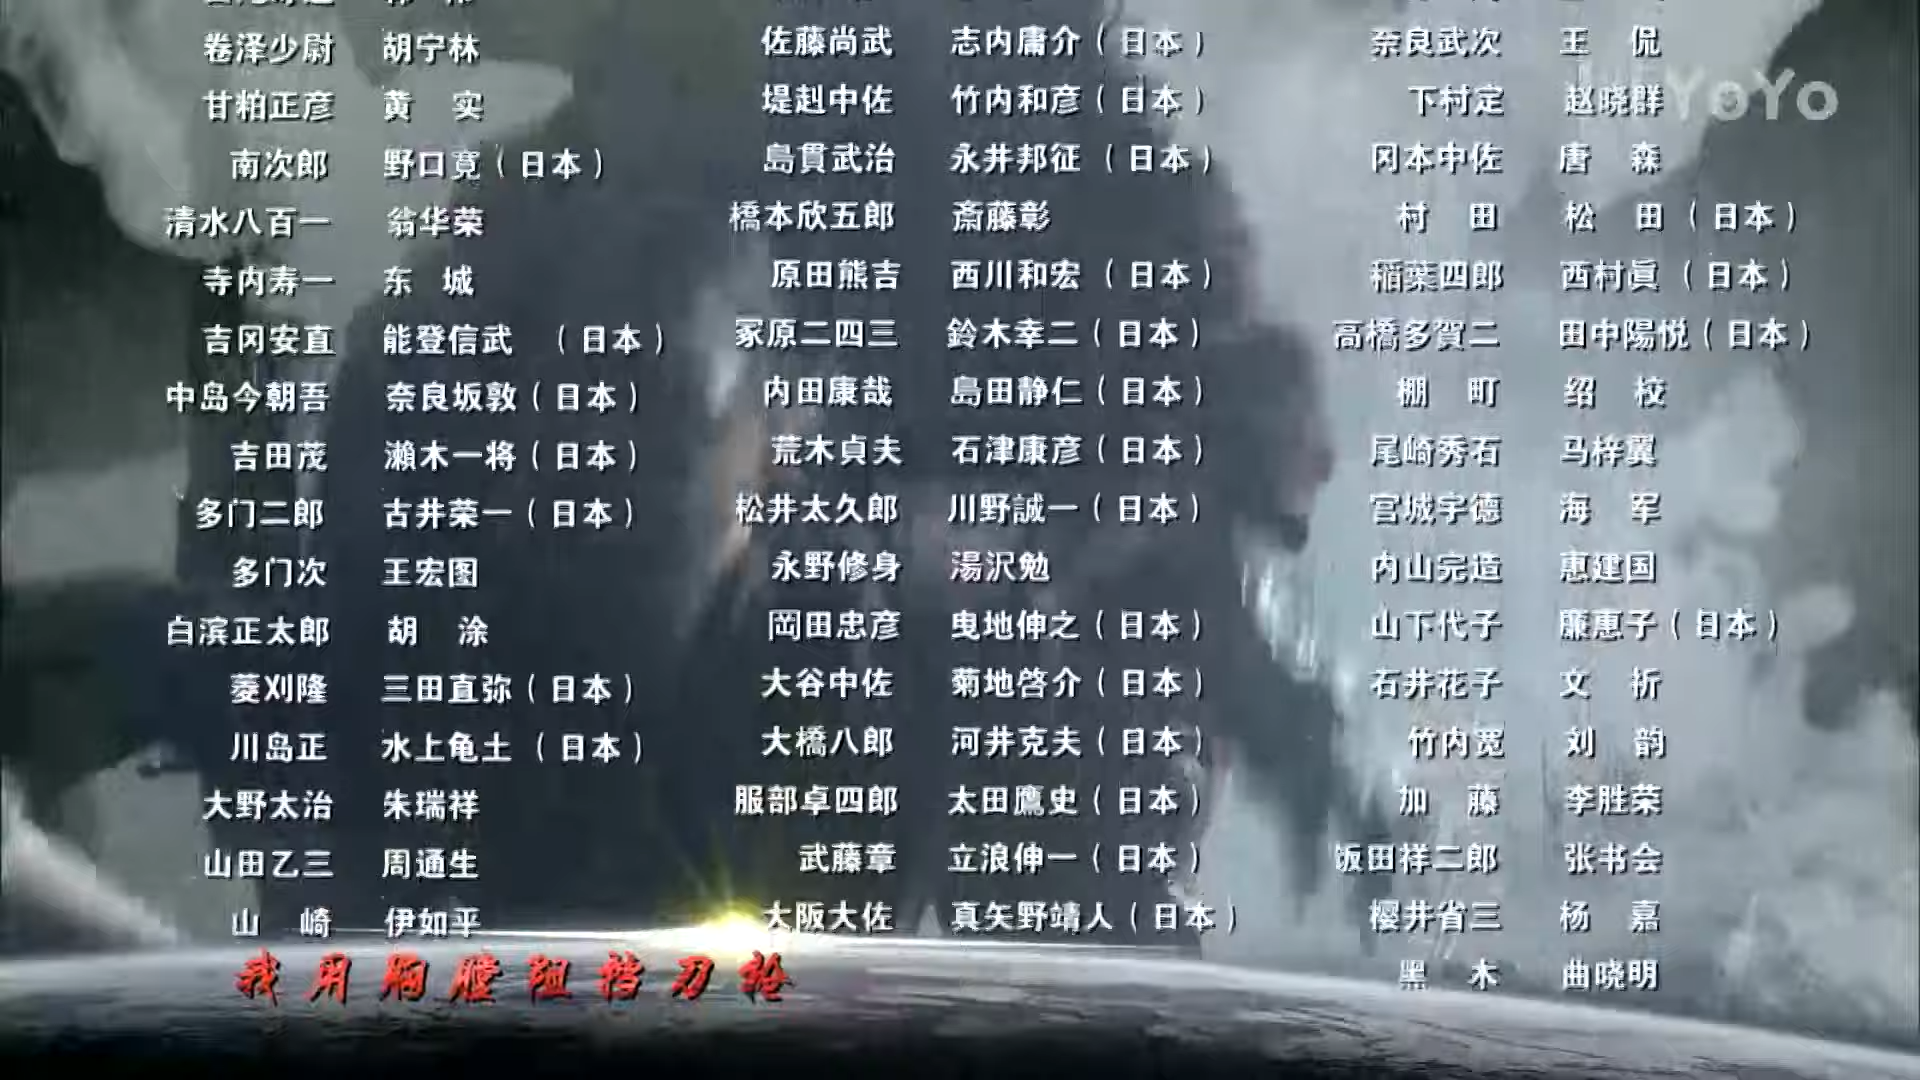 卷泽少尉 胡宁林
甘粕正彦 黄 实
南次郎 野口寛（日本）
清水八百一 翁华荣
寺内寿一 东 城
吉冈安直 能登信武 （日本）
中岛今朝吾 奈良坂敦（日本）
吉田茂 瀨木一将（日本）
多门二郎 古井荣一（日本）
多门次 王宏图
白滨正太郎 胡 涂
菱刈隆 三田直弥（日本）
川岛正 水上龟土 （日本）
大野太治 朱瑞祥
山田乙三 周通生
山 崎 伊如平
佐藤尚武 志内庸介（日本）
堤赳中佐 竹内和彦（日本）
島貫武治 永井邦征 （日本）
橋本欣五郎 斎藤彰
原田熊吉 西川和宏 （日本）
冢原二四三 鈴木幸二（日本）
内田康哉 島田静仁（日本）
荒木貞夫 石津康彦（日本）
松井太久郎 川野誠一（日本）
永野修身 湯沢勉
岡田忠彦 曳地伸之（日本）
大谷中佐 菊地啓介（日本）
大橋八郎 河井克夫（日本）
服部卓四郎 太田鷹史（日本）
武藤章 立浪伸一（日本）
大阪大佐 真矢野靖人（日本）
奈良武次 王 侃
下村定 赵晓群
冈本中佐 唐 森
村 田 松 田（日本）
稲葉四郎 西村眞（日本）
高橋多賀二 田中陽悦（日本）
棚 町 绍 校
尾崎秀石 马梓翼
宫城宇德 海 军
内山完造 惠建国
山下代子 廉惠子（日本）
石井花子 文 折
竹内宽 刘 韵
加 藤 李胜荣
饭田祥二郎 张书会
樱井省三 杨 嘉
黑 木 曲晓明
YoYo
我用胸膛阻挡刀枪